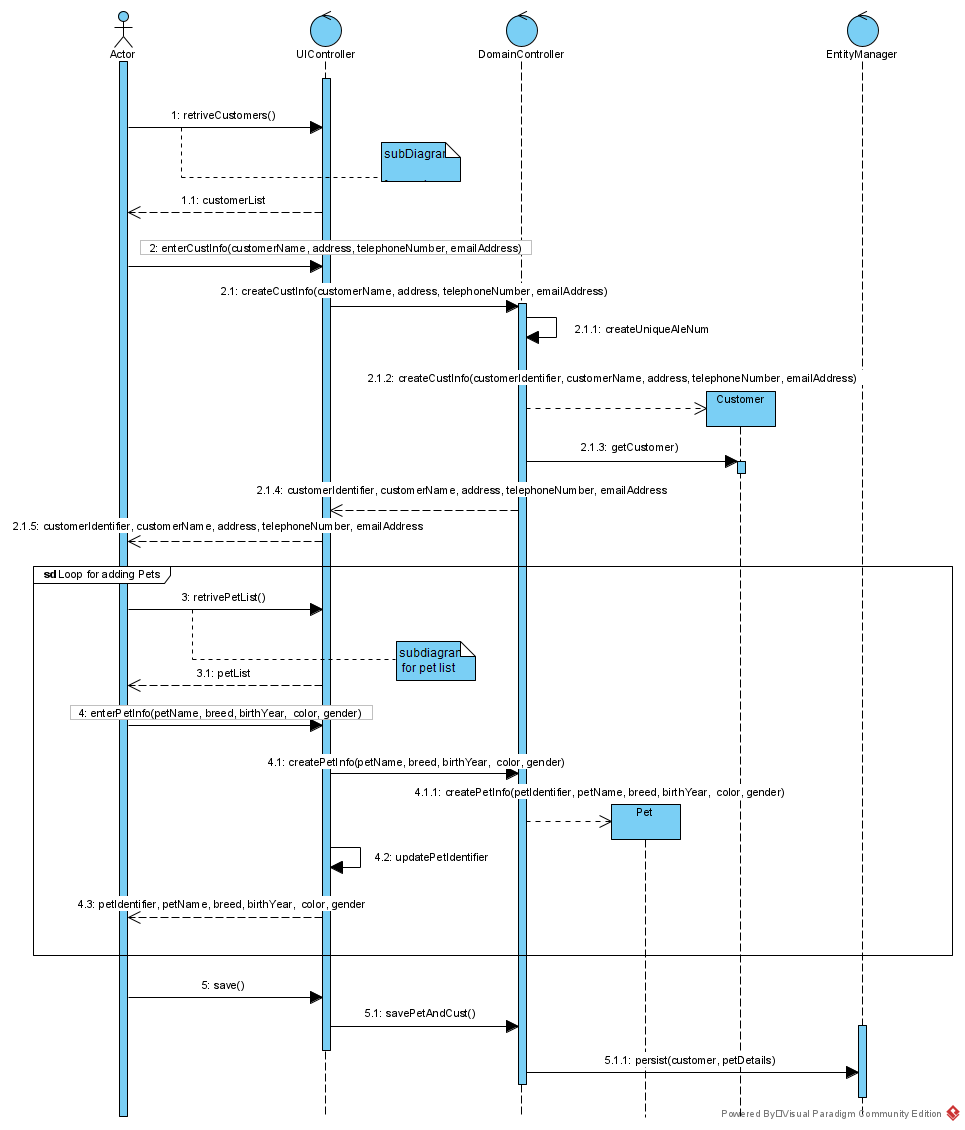 Actor
UIController
DomainController
EntityManager
1: retriveCustomers()
subDiagram
1.1: customerList
2: enterCustInfo(customerName, address, telephoneNumber, emailAddress)
2.1: createCustInfo(customerName, address, telephoneNumber, emailAddress)
2.1.1: createUniqueAleNum
2.1.2: createCustInfo(customerIdentifier, customerName, address, telephoneNumber, emailAddress)
Customer
2.1.3: getCustomer)
2.1.4: customerIdentifier, customerName, address, telephoneNumber, emailAddress
2.1.5: customerIdentifier, customerName, address, telephoneNumber, emailAddress
sd Loop for adding Pets
3: retrivePetList()
subdiagram
for pet list
3.1: petList
4: enterPetInfo(petName, breed, birthYear, color, gender)
4.1: createPetInfo(petName, breed, birthYear, color, gender)
4.1.1: createPetInfo(petIdentifier, petName, breed, birthYear, color, gender)
Pet
4.2: updatePetIdentifier
4.3: petIdentifier, petName, breed, birthYear, color, gender
5: save()
5.1: savePetAndCust()
5.1.1: persist(customer, petDetails)
Powered By Visual Paradigm Community Edition